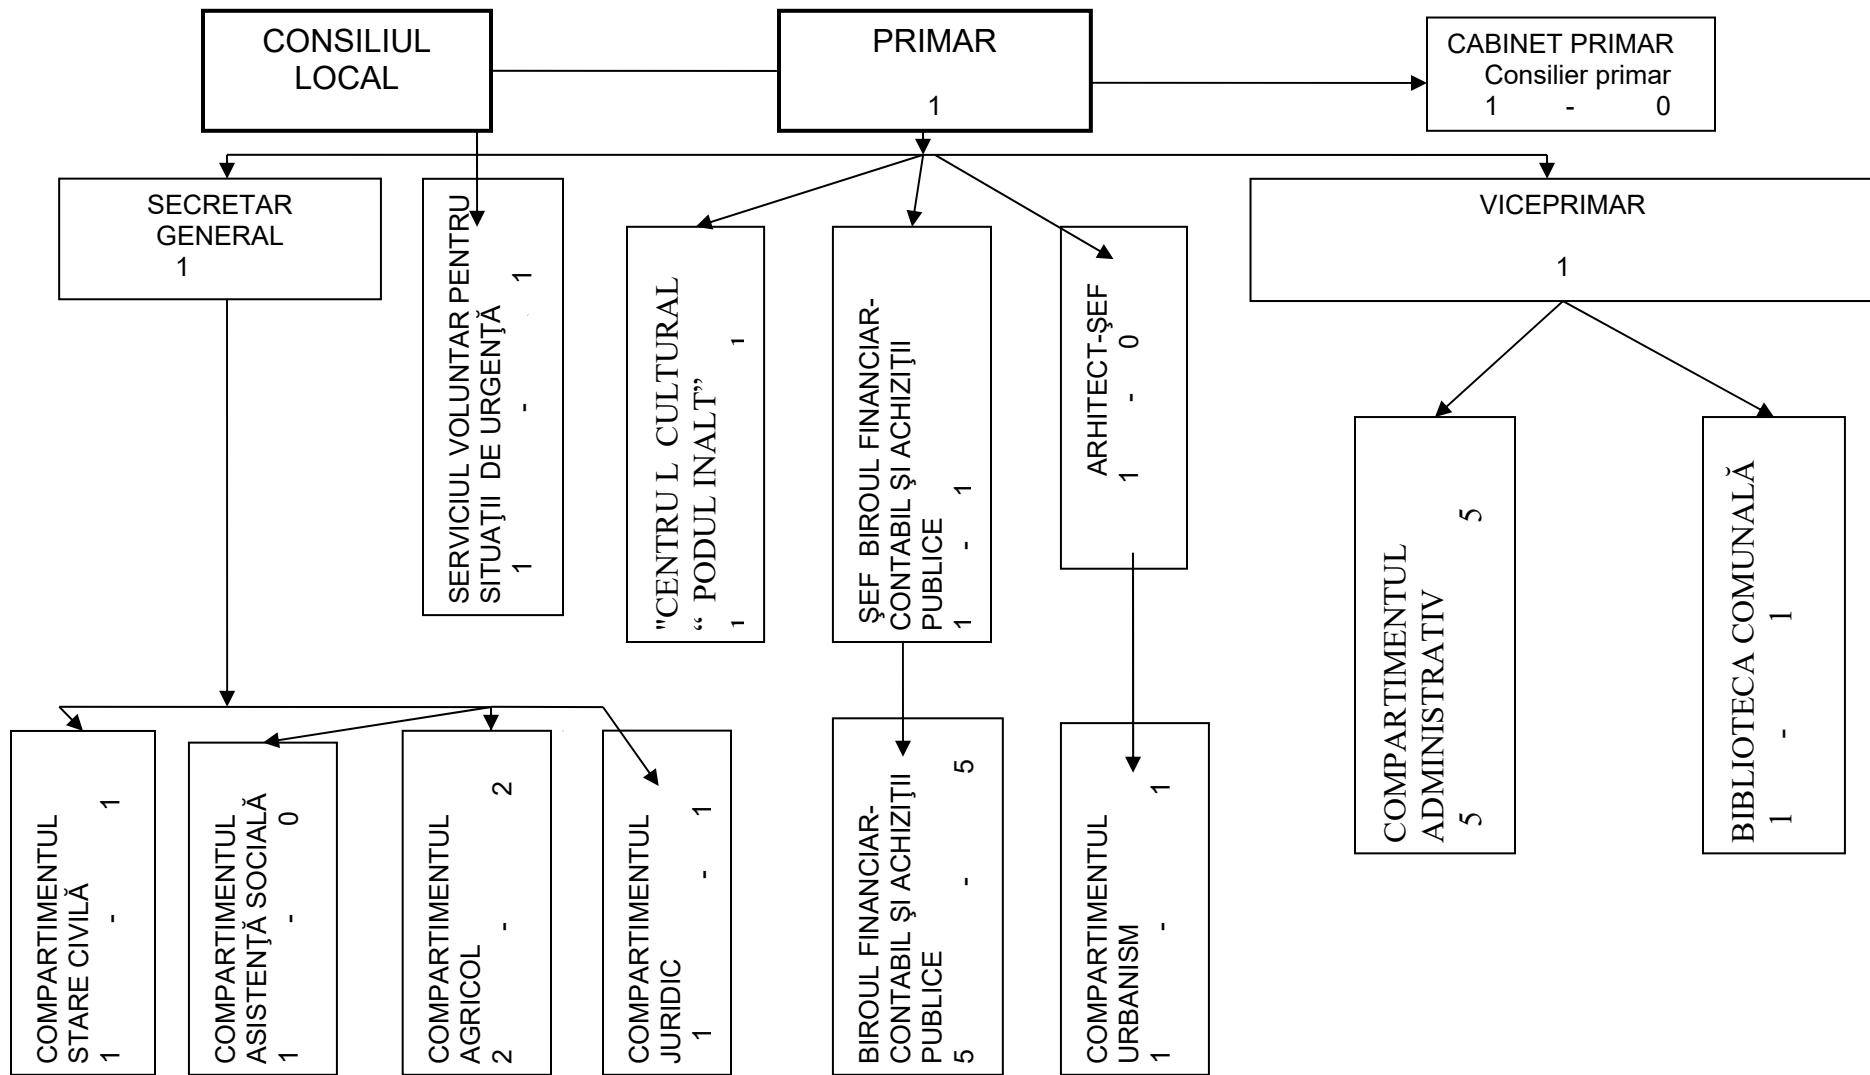 CONSILIUL
LOCAL
PRIMAR
1
CABINET PRIMAR
Consilier primar
1 - 0
SECRETAR
GENERAL
1
SERVICIUL VOLUNTAR PENTRU
SITUAŢII DE URGENŢĂ
1 - 1
"CENTRU L CULTURAL
“ PODUL INALT”
1 1
ŞEF BIROUL FINANCIAR-
CONTABIL ŞI ACHIZIŢII
PUBLICE
1 - 1
ARHITECT-ŞEF
1 - 0
VICEPRIMAR
1
COMPARTIMENTUL
ADMINISTRATIV
5 5
BIBLIOTECA COMUNALĂ
1 - 1
COMPARTIMENTUL
STARE CIVILĂ
1 - 1
COMPARTIMENTUL
ASISTENŢĂ SOCIALĂ
1 - 0
COMPARTIMENTUL
AGRICOL
2 - 2
COMPARTIMENTUL
JURIDIC
1 - 1
BIROUL FINANCIAR-
CONTABIL ŞI ACHIZIŢII
PUBLICE
5 - 5
COMPARTIMENTUL
URBANISM
1 - 1